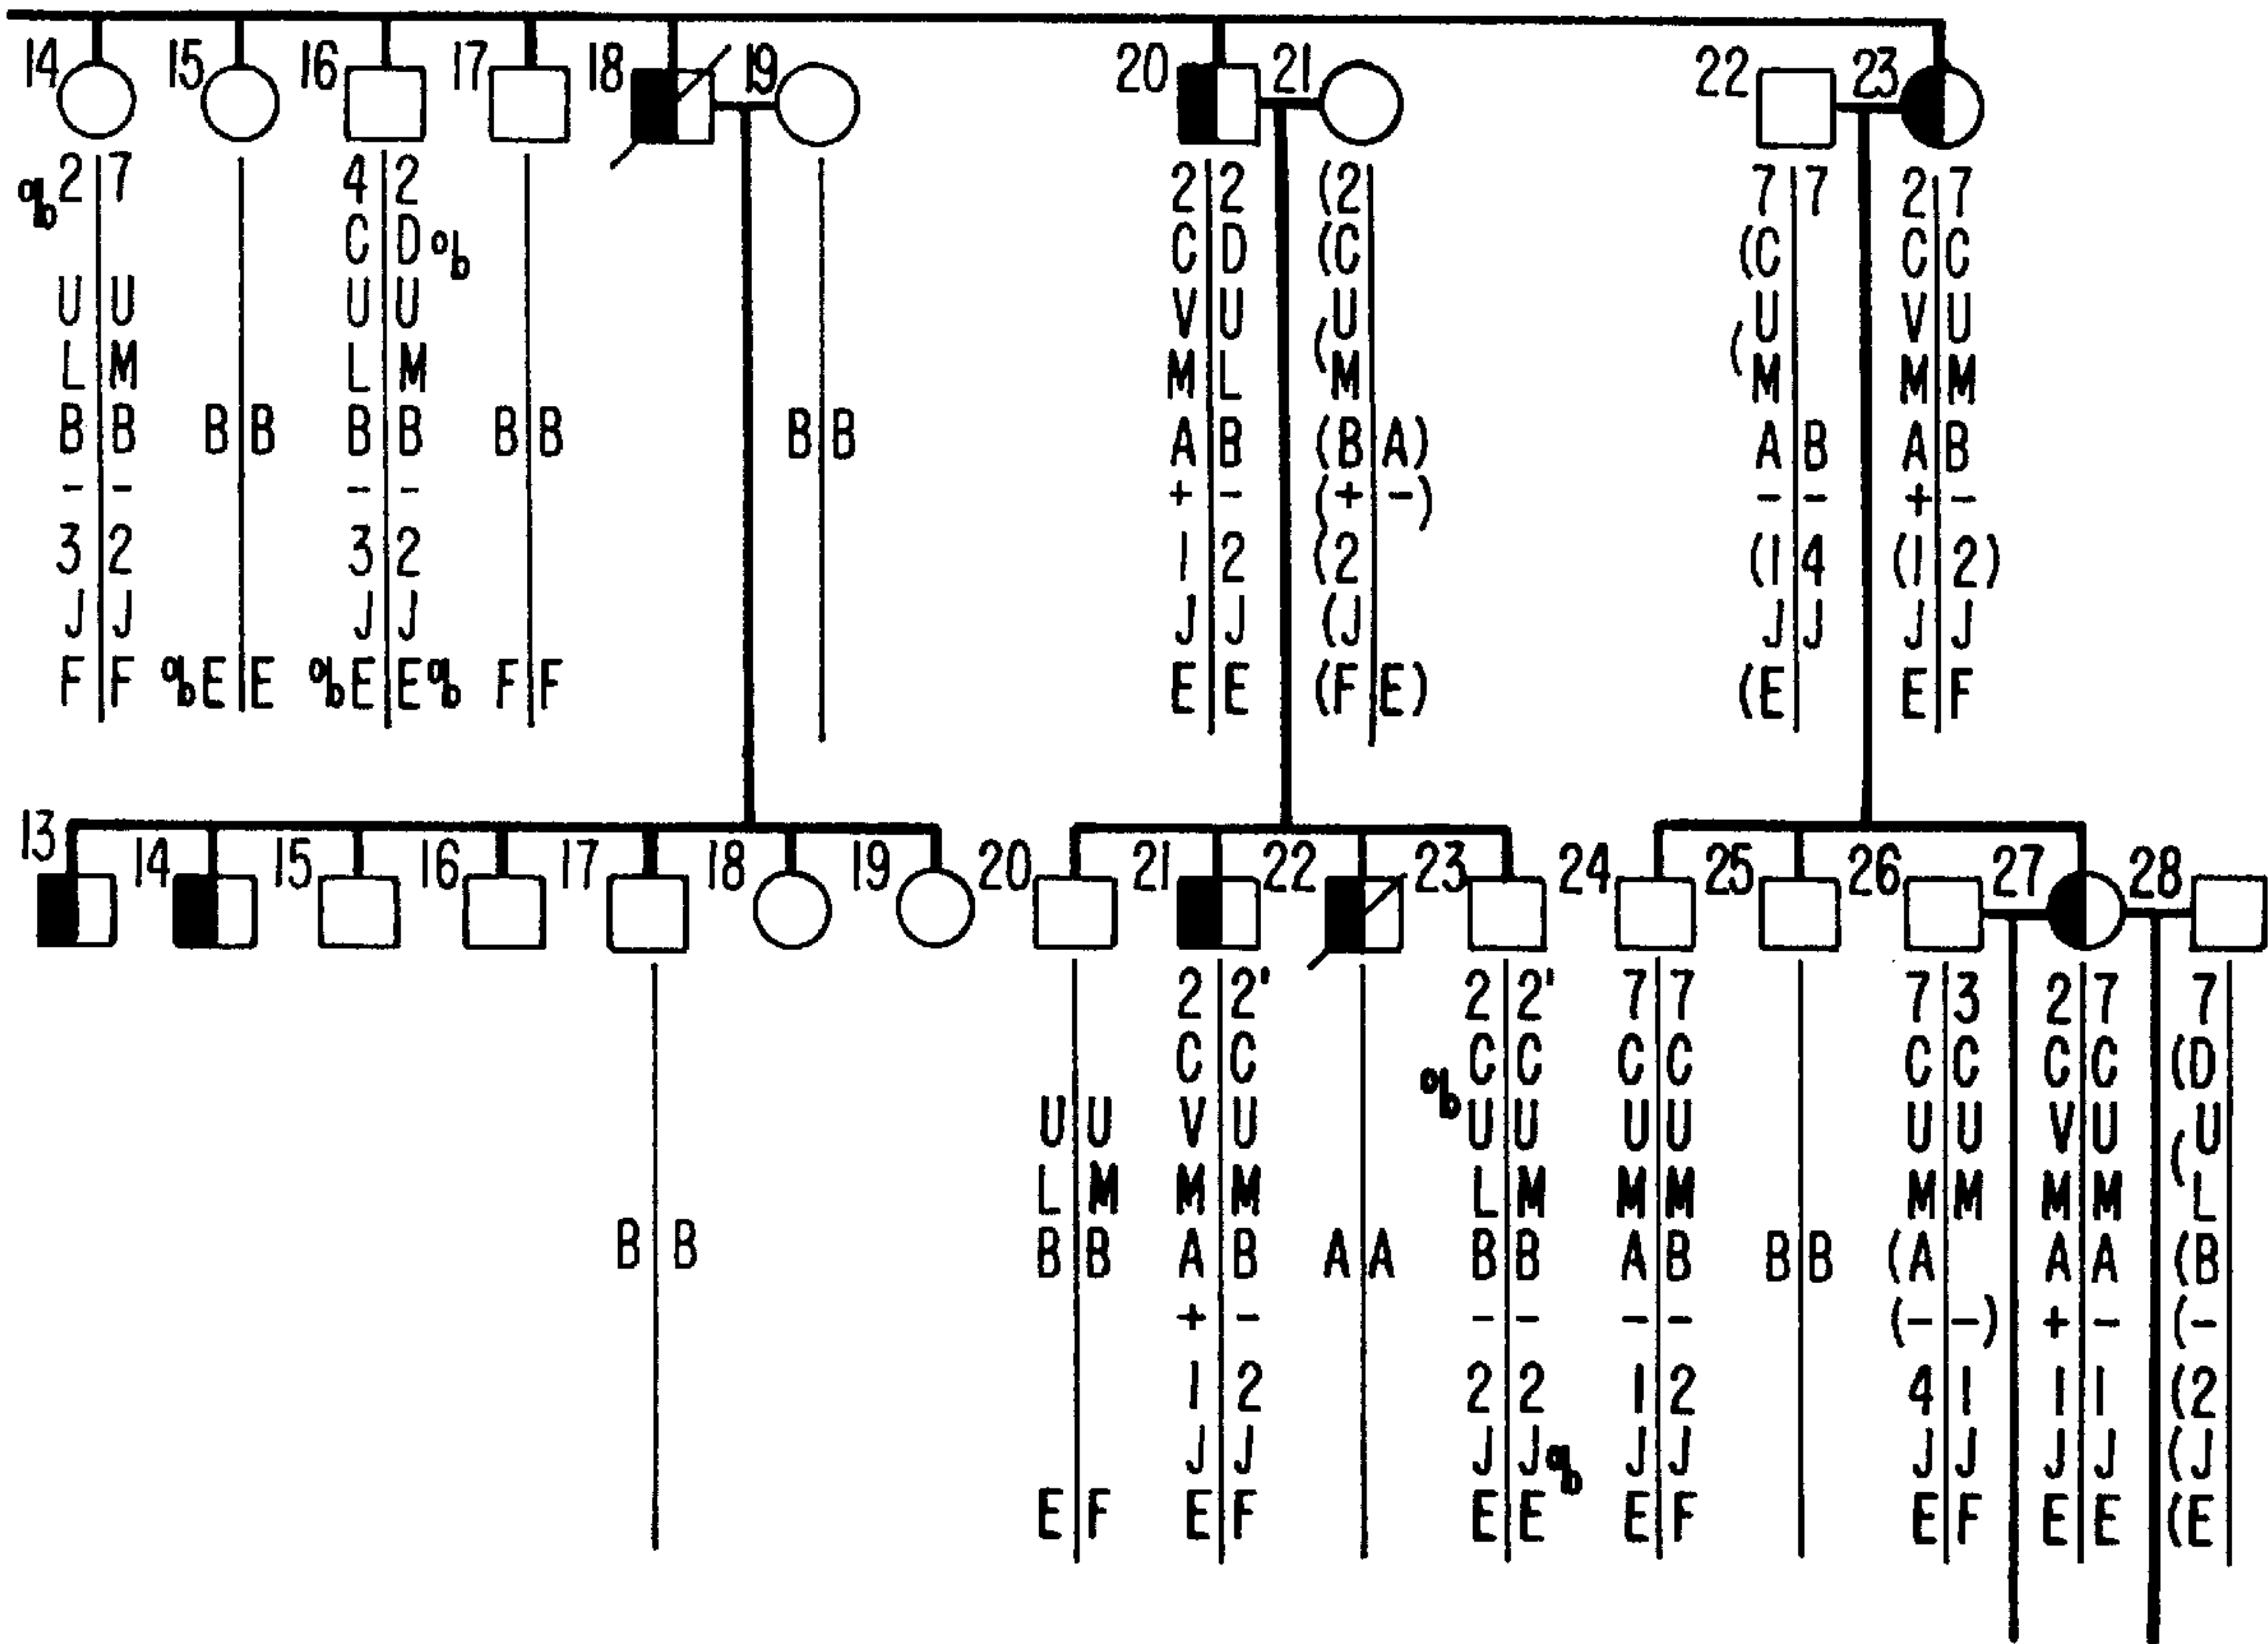 14 15 16 17 18 19 20 21 22 23
2 7 4 2 2 2 (2 7 7 2 7
C D C D (C (C C C
U U U U V U (U (U V U
L M L M M L (M M M M
B B B B B B B B B B A B (B A) A B A B
- - - - + - (+ -) - - + -
3 2 3 2 1 2 (2 (1 4 (1 2)
J J J J J J (J J J J J
F F E E E E F F E E (F E) (E E F
13 14 15 16 17 18 19 20 21 22 23 24 25 26 27 28
2 2' 2 2' 7 7 7 3 2 7 7
C C C C C C C C C C (D
U U V U U U U U U U V U (U
L M M M L M M M M M M M L
B B B B A B A A B B A B B B (A A A (B
+ - - - - - (- -) + - (-
1 2 2 2 1 2 4 1 1 1 (2
J J J J J J J J J J (J
E F E F E E E F E F E E (E